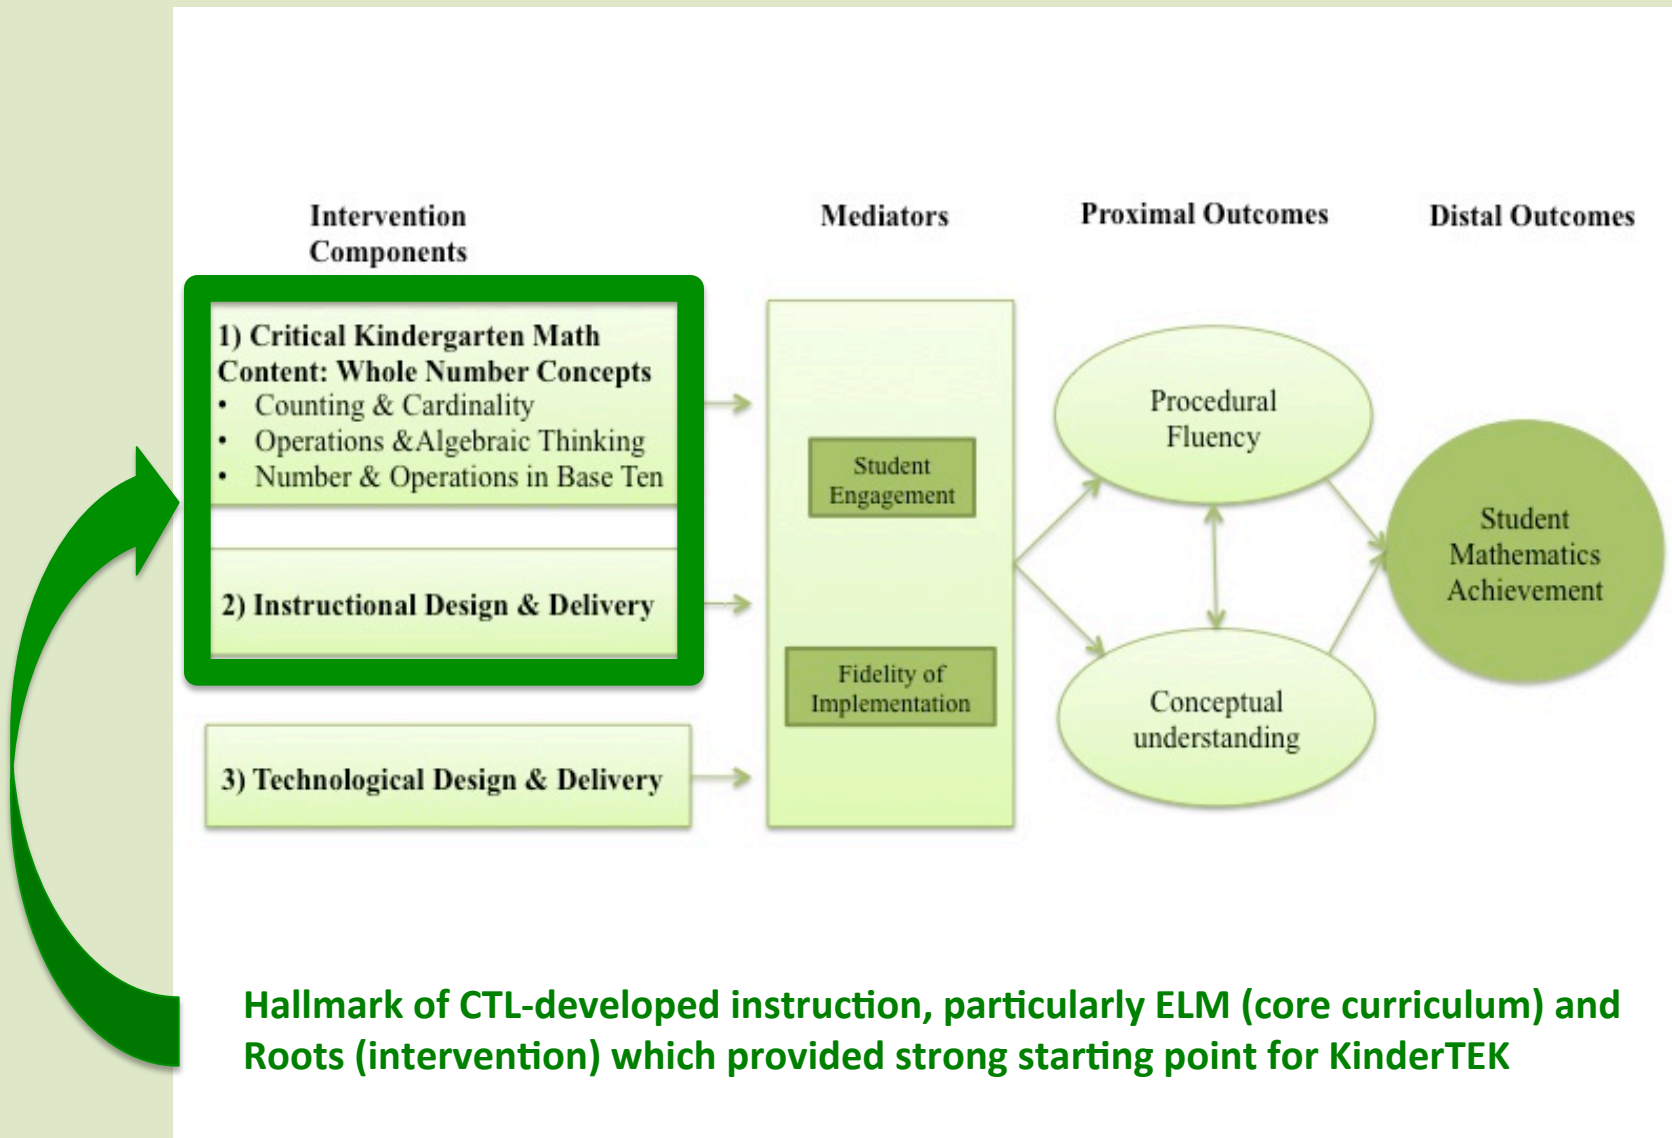 Intervention
Components
Mediators
Proximal Outcomes
Distal Outcomes
1) Critical Kindergarten Math
Content: Whole Number Concepts
• Counting & Cardinality
• Operations &Algebraic Thinking
• Number & Operations in Base Ten
2) Instructional Design & Delivery
3) Technological Design & Delivery
Student
Engagement
Fidelity of
Implementation
Procedural
Fluency
Conceptual
understanding
Student
Mathematics
Achievement
Hallmark of CTL-developed instruction, particularly ELM (core curriculum) and
Roots (intervention) which provided strong starting point for KinderTEK